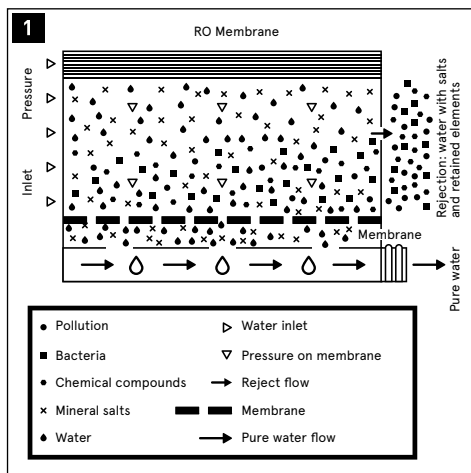 1
RO Membrane
Pressure
Inlet
Rejection: water with salts
and retained elements
Membrane
Pure water
Pollution
Bacteria
Chemical compounds
Mineral salts
Water
Water inlet
Pressure on membrane
Reject flow
Membrane
Pure water flow